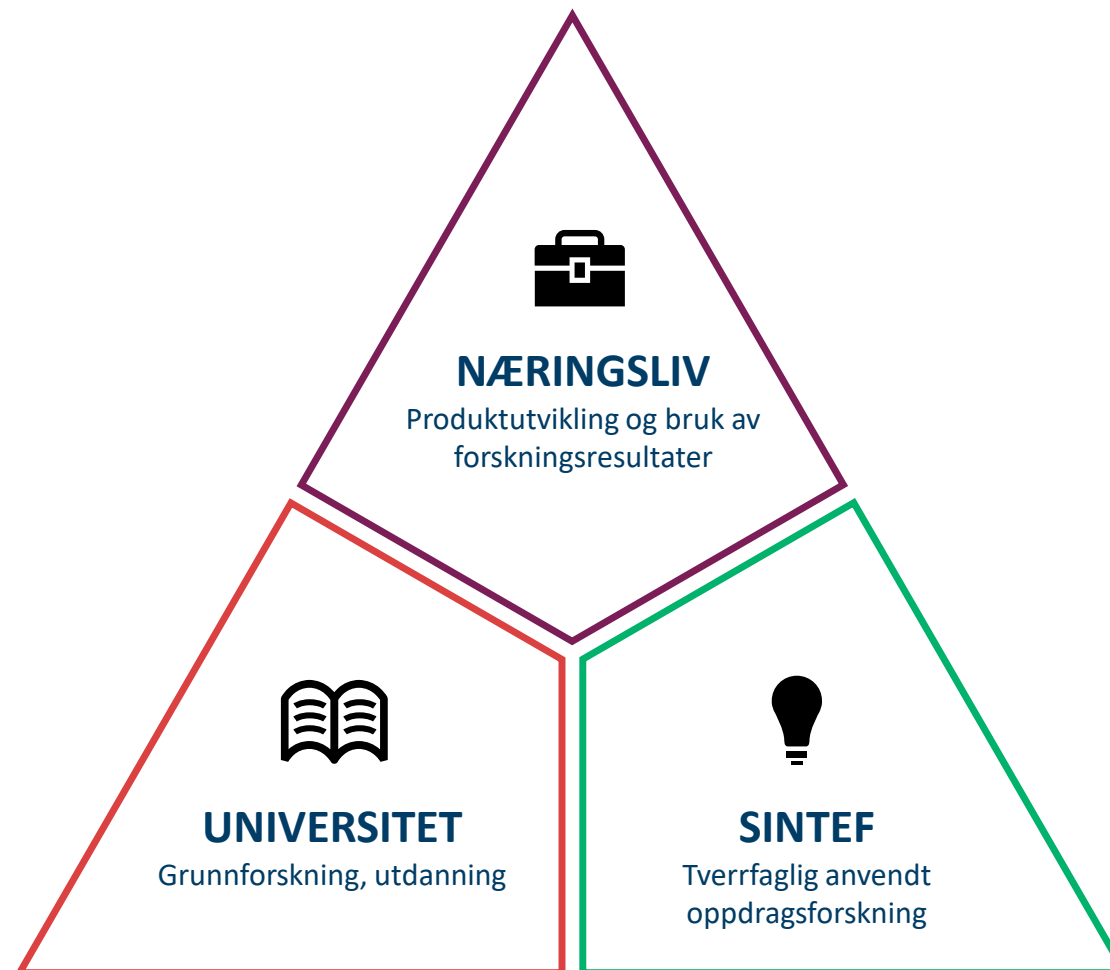 NÆRINGSLIV
Produktutvikling og bruk av
forskningsresultater
UNIVERSITET
Grunnforskning, utdanning
SINTEF
Tverrfaglig anvendt
oppdragsforskning